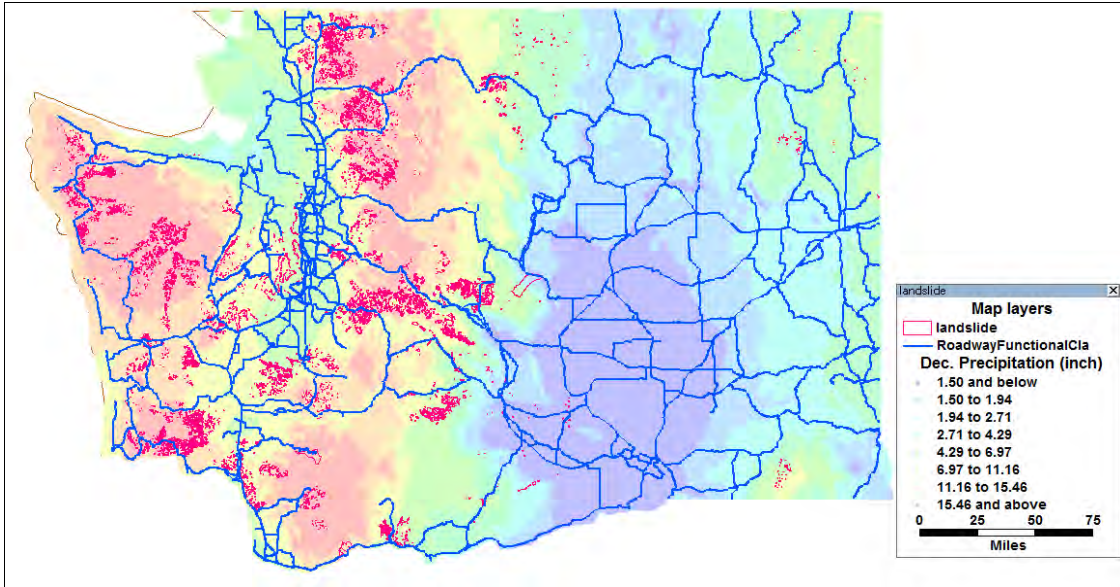 landslide
Map layers
landslide
RoadwayFunctionalCla
Dec. Precipitation (inch)
1.50 and below
1.50 to 1.94
1.94 to 2.71
2.71 to 4.29
4.29 to 6.97
6.97 to 11.16
11.16 to 15.46
15.46 and above
0 25 50 75
Miles